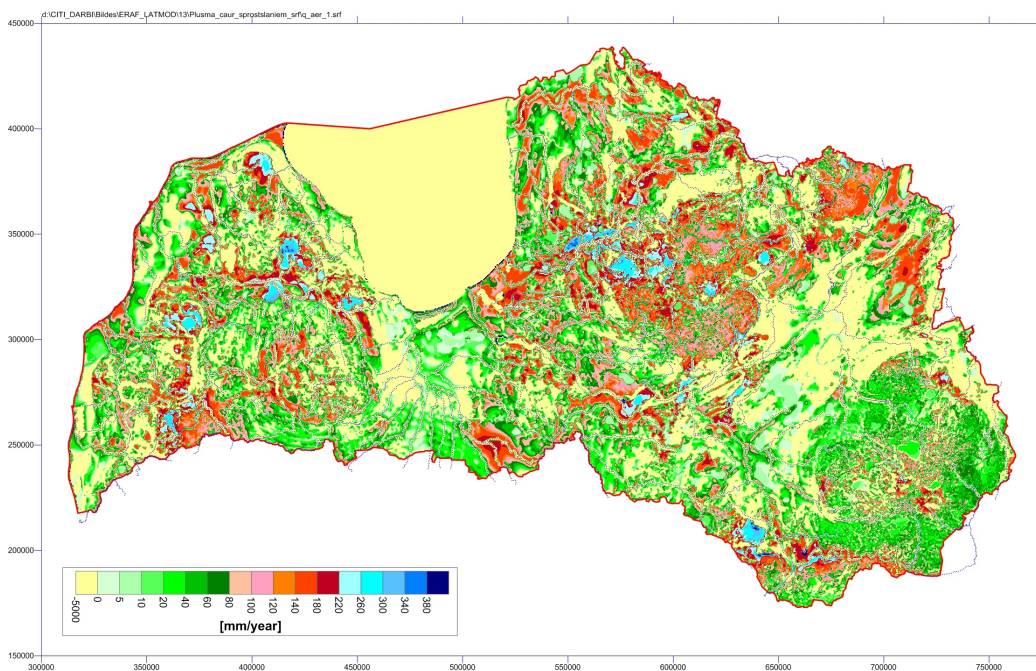 d:\CITI_DARBI\Bildes\ERAF_LATMOD\13\Plusma_caur_sprostslaniem_srf\q_aer_1.srf
450000
400000
350000
300000
250000
200000
150000
-5000 0 5 10 20 40 60 80 100 120 140 180 220 260 300 340 380
[mm/year]
300000 350000 400000 450000 500000 550000 600000 650000 700000 750000